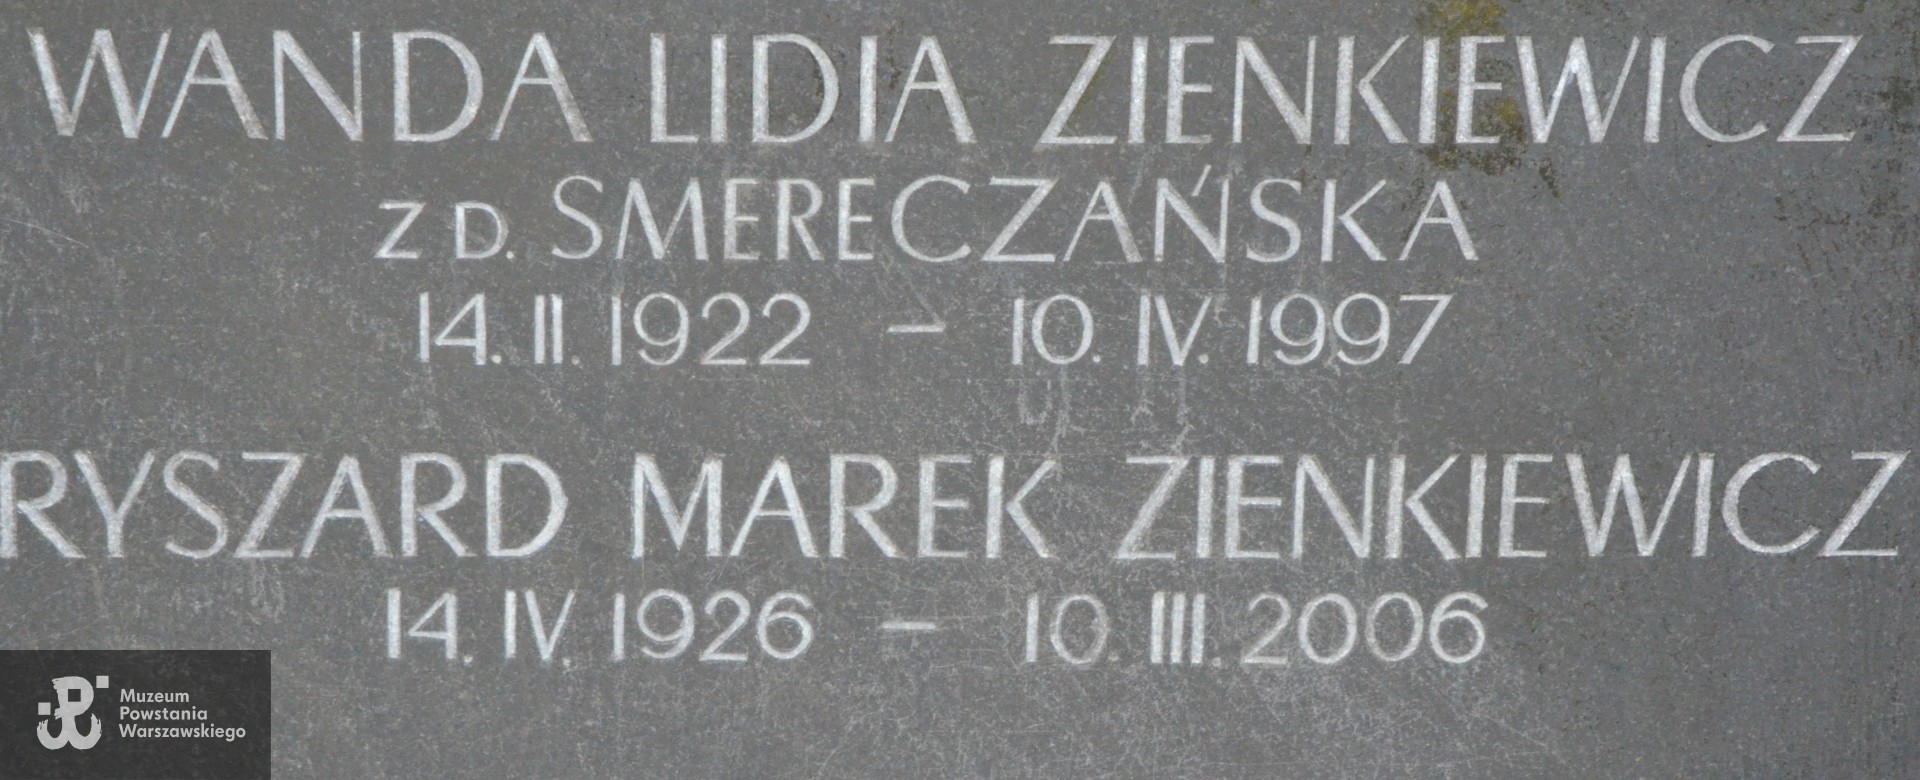 WANDA LIDIA ZIENKIEWICZ
Z D. SMERECZAŃSKA
14. II. 1922 – 10. IV. 1997
RYSZARD MAREK ZIENKIEWICZ
14. IV. 1926 – 10. III. 2006
Muzeum
Powstania
Warszawskiego